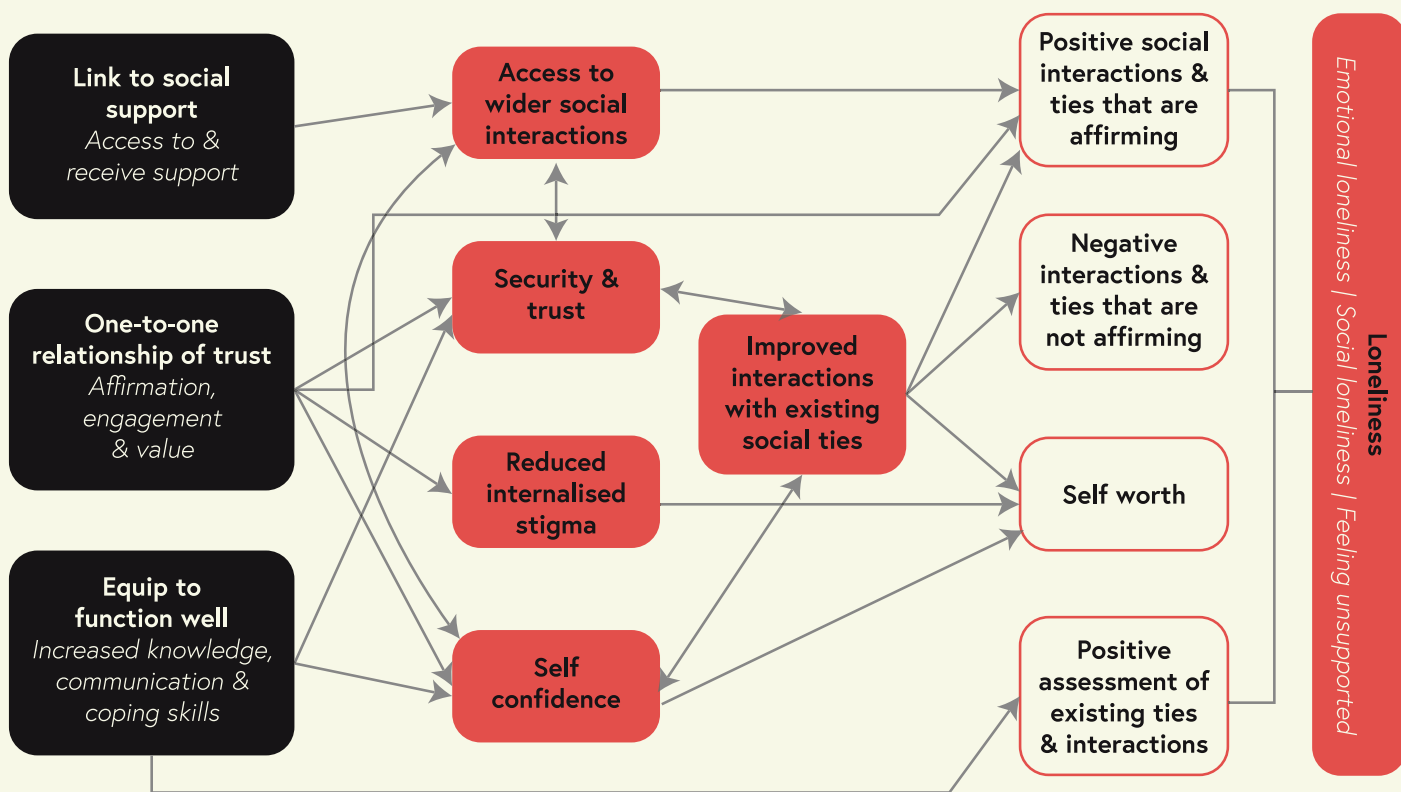 Link to social
support
Access to &
receive support
One-to-one
relationship of trust
Affirmation,
engagement
& value
Equip to
function well
Increased knowledge,
communication &
coping skills
Access to
wider social
interactions
Security &
trust
Reduced
internalised
stigma
Self
confidence
Improved
interactions
with existing
social ties
Positive social
interactions &
ties that are
affirming
Negative
interactions &
ties that are
not affirming
Self worth
Positive
assessment of
existing ties
& interactions
Loneliness
Emotional loneliness | Social loneliness | Feeling unsupported